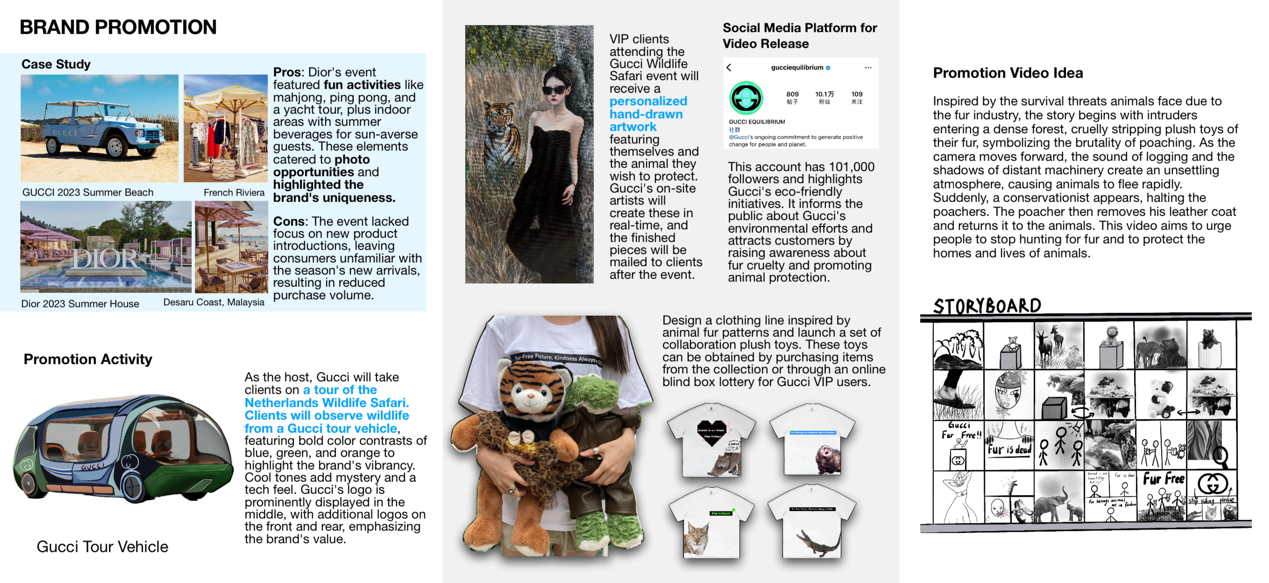 BRAND PROMOTION
Case Study
GUCCI
GUCCI 2023 Summer Beach
French Riviera
DIOR
Dior 2023 Summer House
Desaru Coast, Malaysia
Pros: Dior's event
featured fun activities like
mahjong, ping pong, and
a yacht tour, plus indoor
areas with summer
beverages for sun-averse
guests. These elements
catered to photo
opportunities and
highlighted the
brand's uniqueness.
Cons: The event lacked
focus on new product
introductions, leaving
consumers unfamiliar with
the season's new arrivals,
resulting in reduced
purchase volume.
Promotion Activity
GUCCI
Gucci Tour Vehicle
As the host, Gucci will take
clients on a tour of the
Netherlands Wildlife Safari.
Clients will observe wildlife
from a Gucci tour vehicle,
featuring bold color contrasts of
blue, green, and orange to
highlight the brand's vibrancy.
Cool tones add mystery and a
tech feel. Gucci's logo is
prominently displayed in the
middle, with additional logos on
the front and rear, emphasizing
the brand's value.
VIP clients
attending the
Gucci Wildlife
Safari event will
receive a
personalized
hand-drawn
artwork
featuring
themselves and
the animal they
wish to protect.
Gucci's on-site
artists will
create these in
real-time, and
the finished
pieces will be
mailed to clients
after the event.
Social Media Platform for
Video Release
gucciequilibrium
809 10.1万 109
帖子 粉丝 关注
GUCCI EQUILIBRIUM
社群
@Gucci's ongoing commitment to generate positive
change for people and planet.
This account has 101,000
followers and highlights
Gucci's eco-friendly
initiatives. It informs the
public about Gucci's
environmental efforts and
attracts customers by
raising awareness about
fur cruelty and promoting
animal protection.
Fur-Free Future, Kindness Always
Design a clothing line inspired by
animal fur patterns and launch a set of
collaboration plush toys. These toys
can be obtained by purchasing items
from the collection or through an online
blind box lottery for Gucci VIP users.
Promotion Video Idea
Inspired by the survival threats animals face due to
the fur industry, the story begins with intruders
entering a dense forest, cruelly stripping plush toys of
their fur, symbolizing the brutality of poaching. As the
camera moves forward, the sound of logging and the
shadows of distant machinery create an unsettling
atmosphere, causing animals to flee rapidly.
Suddenly, a conservationist appears, halting the
poachers. The poacher then removes his leather coat
and returns it to the animals. This video aims to urge
people to stop hunting for fur and to protect the
homes and lives of animals.
STORYBOARD
Gucci
Fur Free!!
Fur is dead
Fur Free